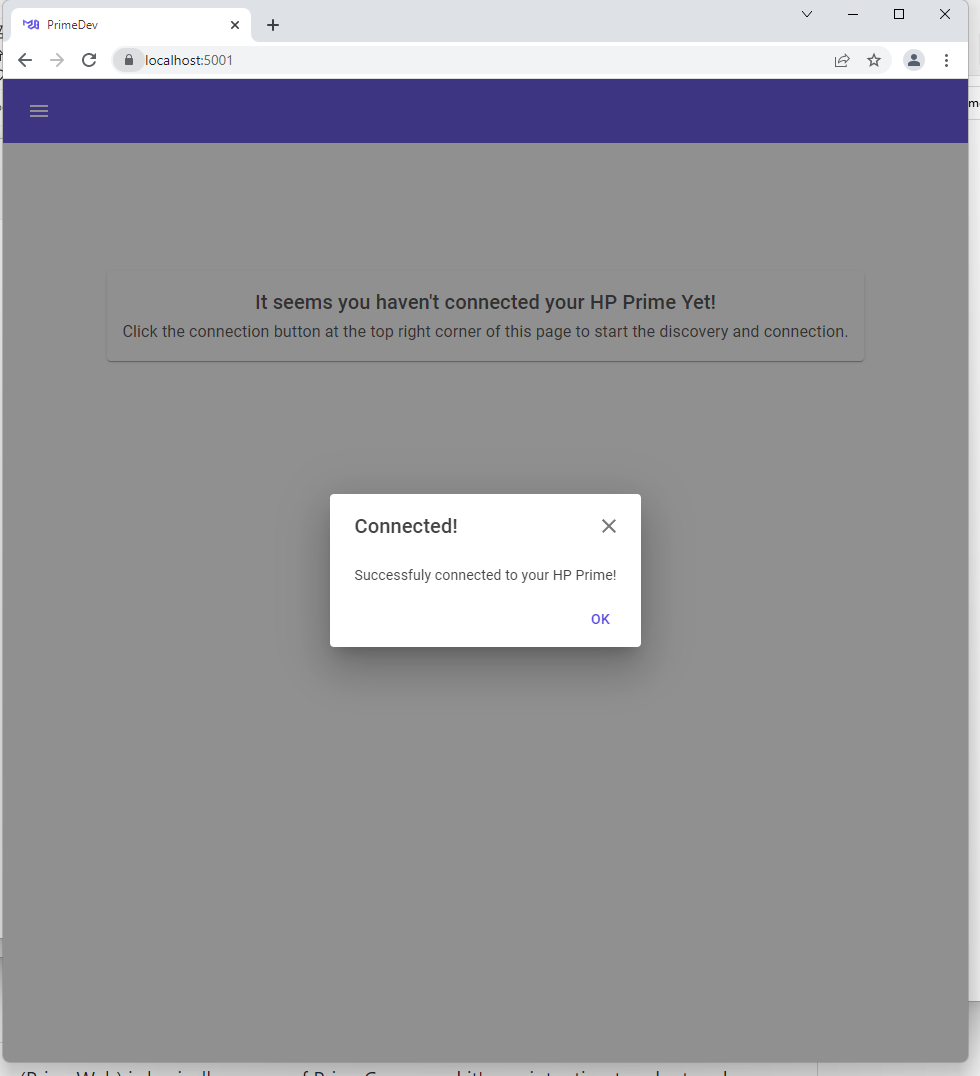 PrimeDev
localhost:5001
It seems you haven't connected your HP Prime Yet!
Click the connection button at the top right corner of this page to start the discovery and connection.
Connected!
Successfuly connected to your HP Prime!
OK